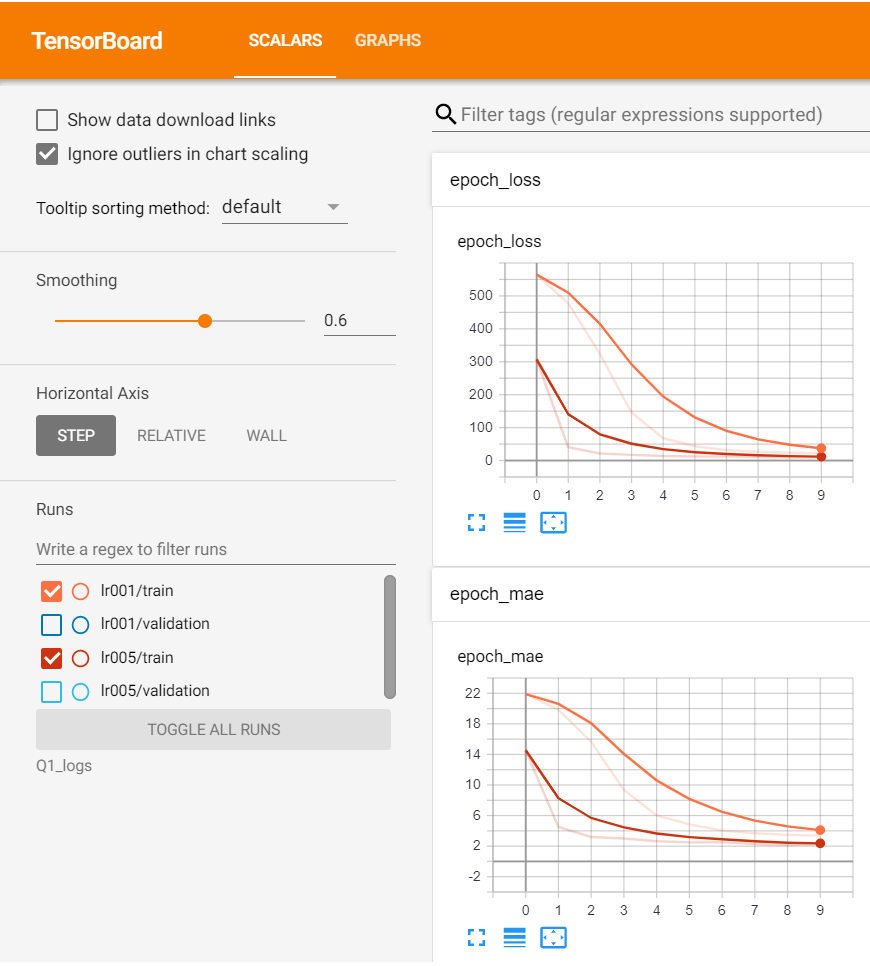 TensorBoard SCALARS GRAPHS
Show data download links
Ignore outliers in chart scaling
Tooltip sorting method: default
Smoothing
0.6
Horizontal Axis
STEP RELATIVE WALL
Runs
Write a regex to filter runs
lr001/train
lr001/validation
lr005/train
lr005/validation
TOGGLE ALL RUNS
Q1_logs
Filter tags (regular expressions supported)
epoch_loss
epoch_loss
500
400
300
200
100
0
0 1 2 3 4 5 6 7 8 9
epoch_mae
epoch_mae
22
18
14
10
6
2
-2
0 1 2 3 4 5 6 7 8 9